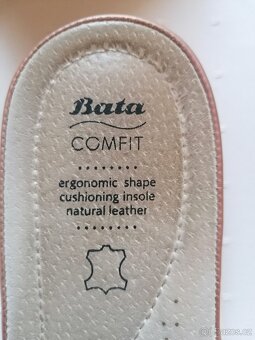 Bata
COMFIT
ergonomic shape
cushioning insole
natural leather